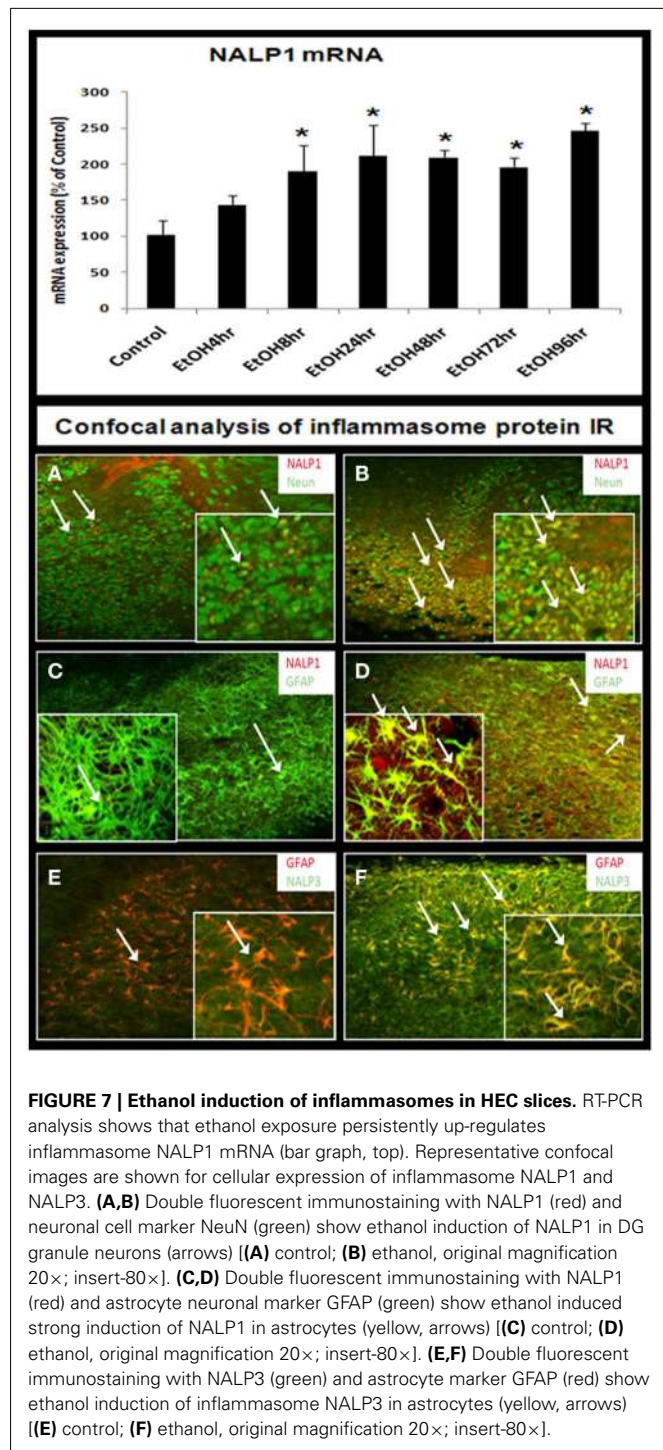 NALP1 mRNA
mRNA expression [% of Control]
300
250
200
150
100
50
0
* * * * * *
Control EtOH4hr EtOH8hr EtOH24hr EtOH48hr EtOH72hr EtOH96hr
Confocal analysis of inflammasome protein IR
A NALP1
Neun
B NALP1
Neun
C NALP1
GFAP
D NALP1
GFAP
E GFAP
NALP3
F GFAP
NALP3
FIGURE 7 | Ethanol induction of inflammasomes in HEC slices. RT-PCR
analysis shows that ethanol exposure persistently up-regulates
inflammasome NALP1 mRNA (bar graph, top). Representative confocal
images are shown for cellular expression of inflammasome NALP1 and
NALP3. (A,B) Double fluorescent immunostaining with NALP1 (red) and
neuronal cell marker NeuN (green) show ethanol induction of NALP1 in DG
granule neurons (arrows) [(A) control; (B) ethanol, original magnification
20×; insert-80×]. (C,D) Double fluorescent immunostaining with NALP1
(red) and astrocyte neuronal marker GFAP (green) show ethanol induced
strong induction of NALP1 in astrocytes (yellow, arrows) [(C) control; (D)
ethanol, original magnification 20×; insert-80×]. (E,F) Double fluorescent
immunostaining with NALP3 (green) and astrocyte marker GFAP (red) show
ethanol induction of inflammasome NALP3 in astrocytes (yellow, arrows)
[(E) control; (F) ethanol, original magnification 20×; insert-80×].